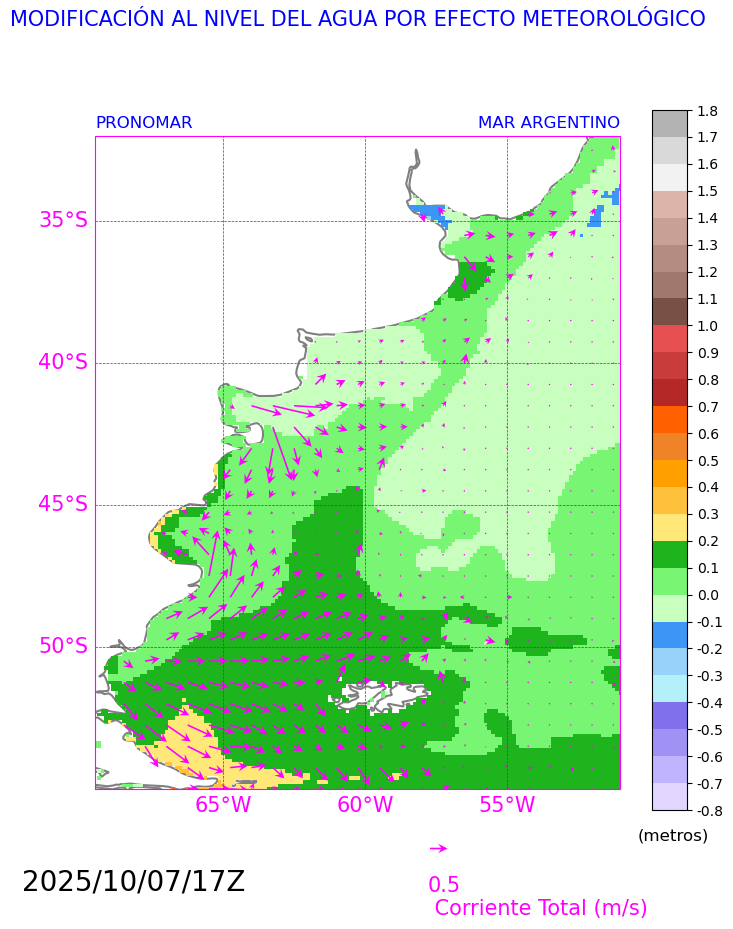 MODIFICACIÓN AL NIVEL DEL AGUA POR EFECTO METEOROLÓGICO
PRONOMAR
MAR ARGENTINO
35°S
40°S
45°S
50°S
65°W
60°W
55°W
1.8
1.7
1.6
1.5
1.4
1.3
1.2
1.1
1.0
0.9
0.8
0.7
0.6
0.5
0.4
0.3
0.2
0.1
0.0
-0.1
-0.2
-0.3
-0.4
-0.5
-0.6
-0.7
-0.8
(metros)
2025/10/07/17Z
0.5
Corriente Total (m/s)